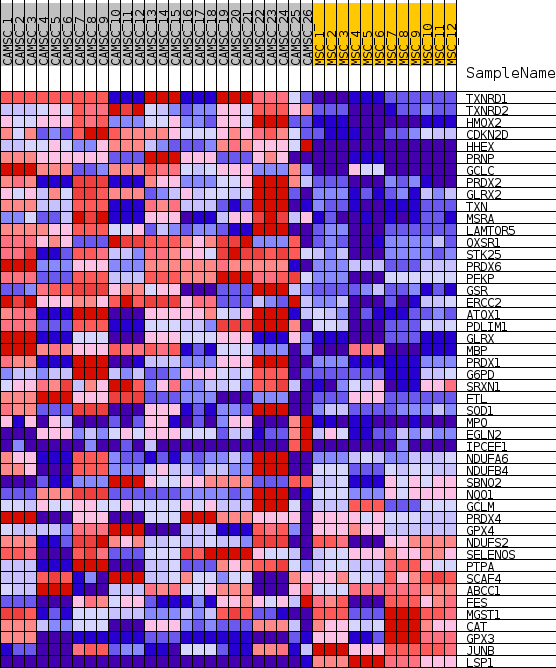 CAMSC_1
CAMSC_2
CAMSC_3
CAMSC_4
CAMSC_5
CAMSC_6
CAMSC_7
CAMSC_8
CAMSC_9
CAMSC_10
CAMSC_11
CAMSC_12
CAMSC_13
CAMSC_14
CAMSC_15
CAMSC_16
CAMSC_17
CAMSC_18
CAMSC_19
CAMSC_20
CAMSC_21
CAMSC_22
CAMSC_23
CAMSC_24
CAMSC_25
CAMSC_26
MSC_1
MSC_2
MSC_3
MSC_4
MSC_5
MSC_6
MSC_7
MSC_8
MSC_9
MSC_10
MSC_11
MSC_12
SampleName
TXNRD1
TXNRD2
HMOX2
CDKN2D
HHEX
PRNP
GCLC
PRDX2
GLRX2
TXN
MSRA
LAMTOR5
OXSR1
STK25
PRDX6
PFKP
GSR
ERCC2
ATOX1
PDLIM1
GLRX
MBP
PRDX1
G6PD
SRXN1
FTL
SOD1
MPO
EGLN2
IPCEF1
NDUFA6
NDUFB4
SBNO2
NQO1
GCLM
PRDX4
GPX4
NDUFS2
SELENOS
PTPA
SCAF4
ABCC1
FES
MGST1
CAT
GPX3
JUNB
LSP1